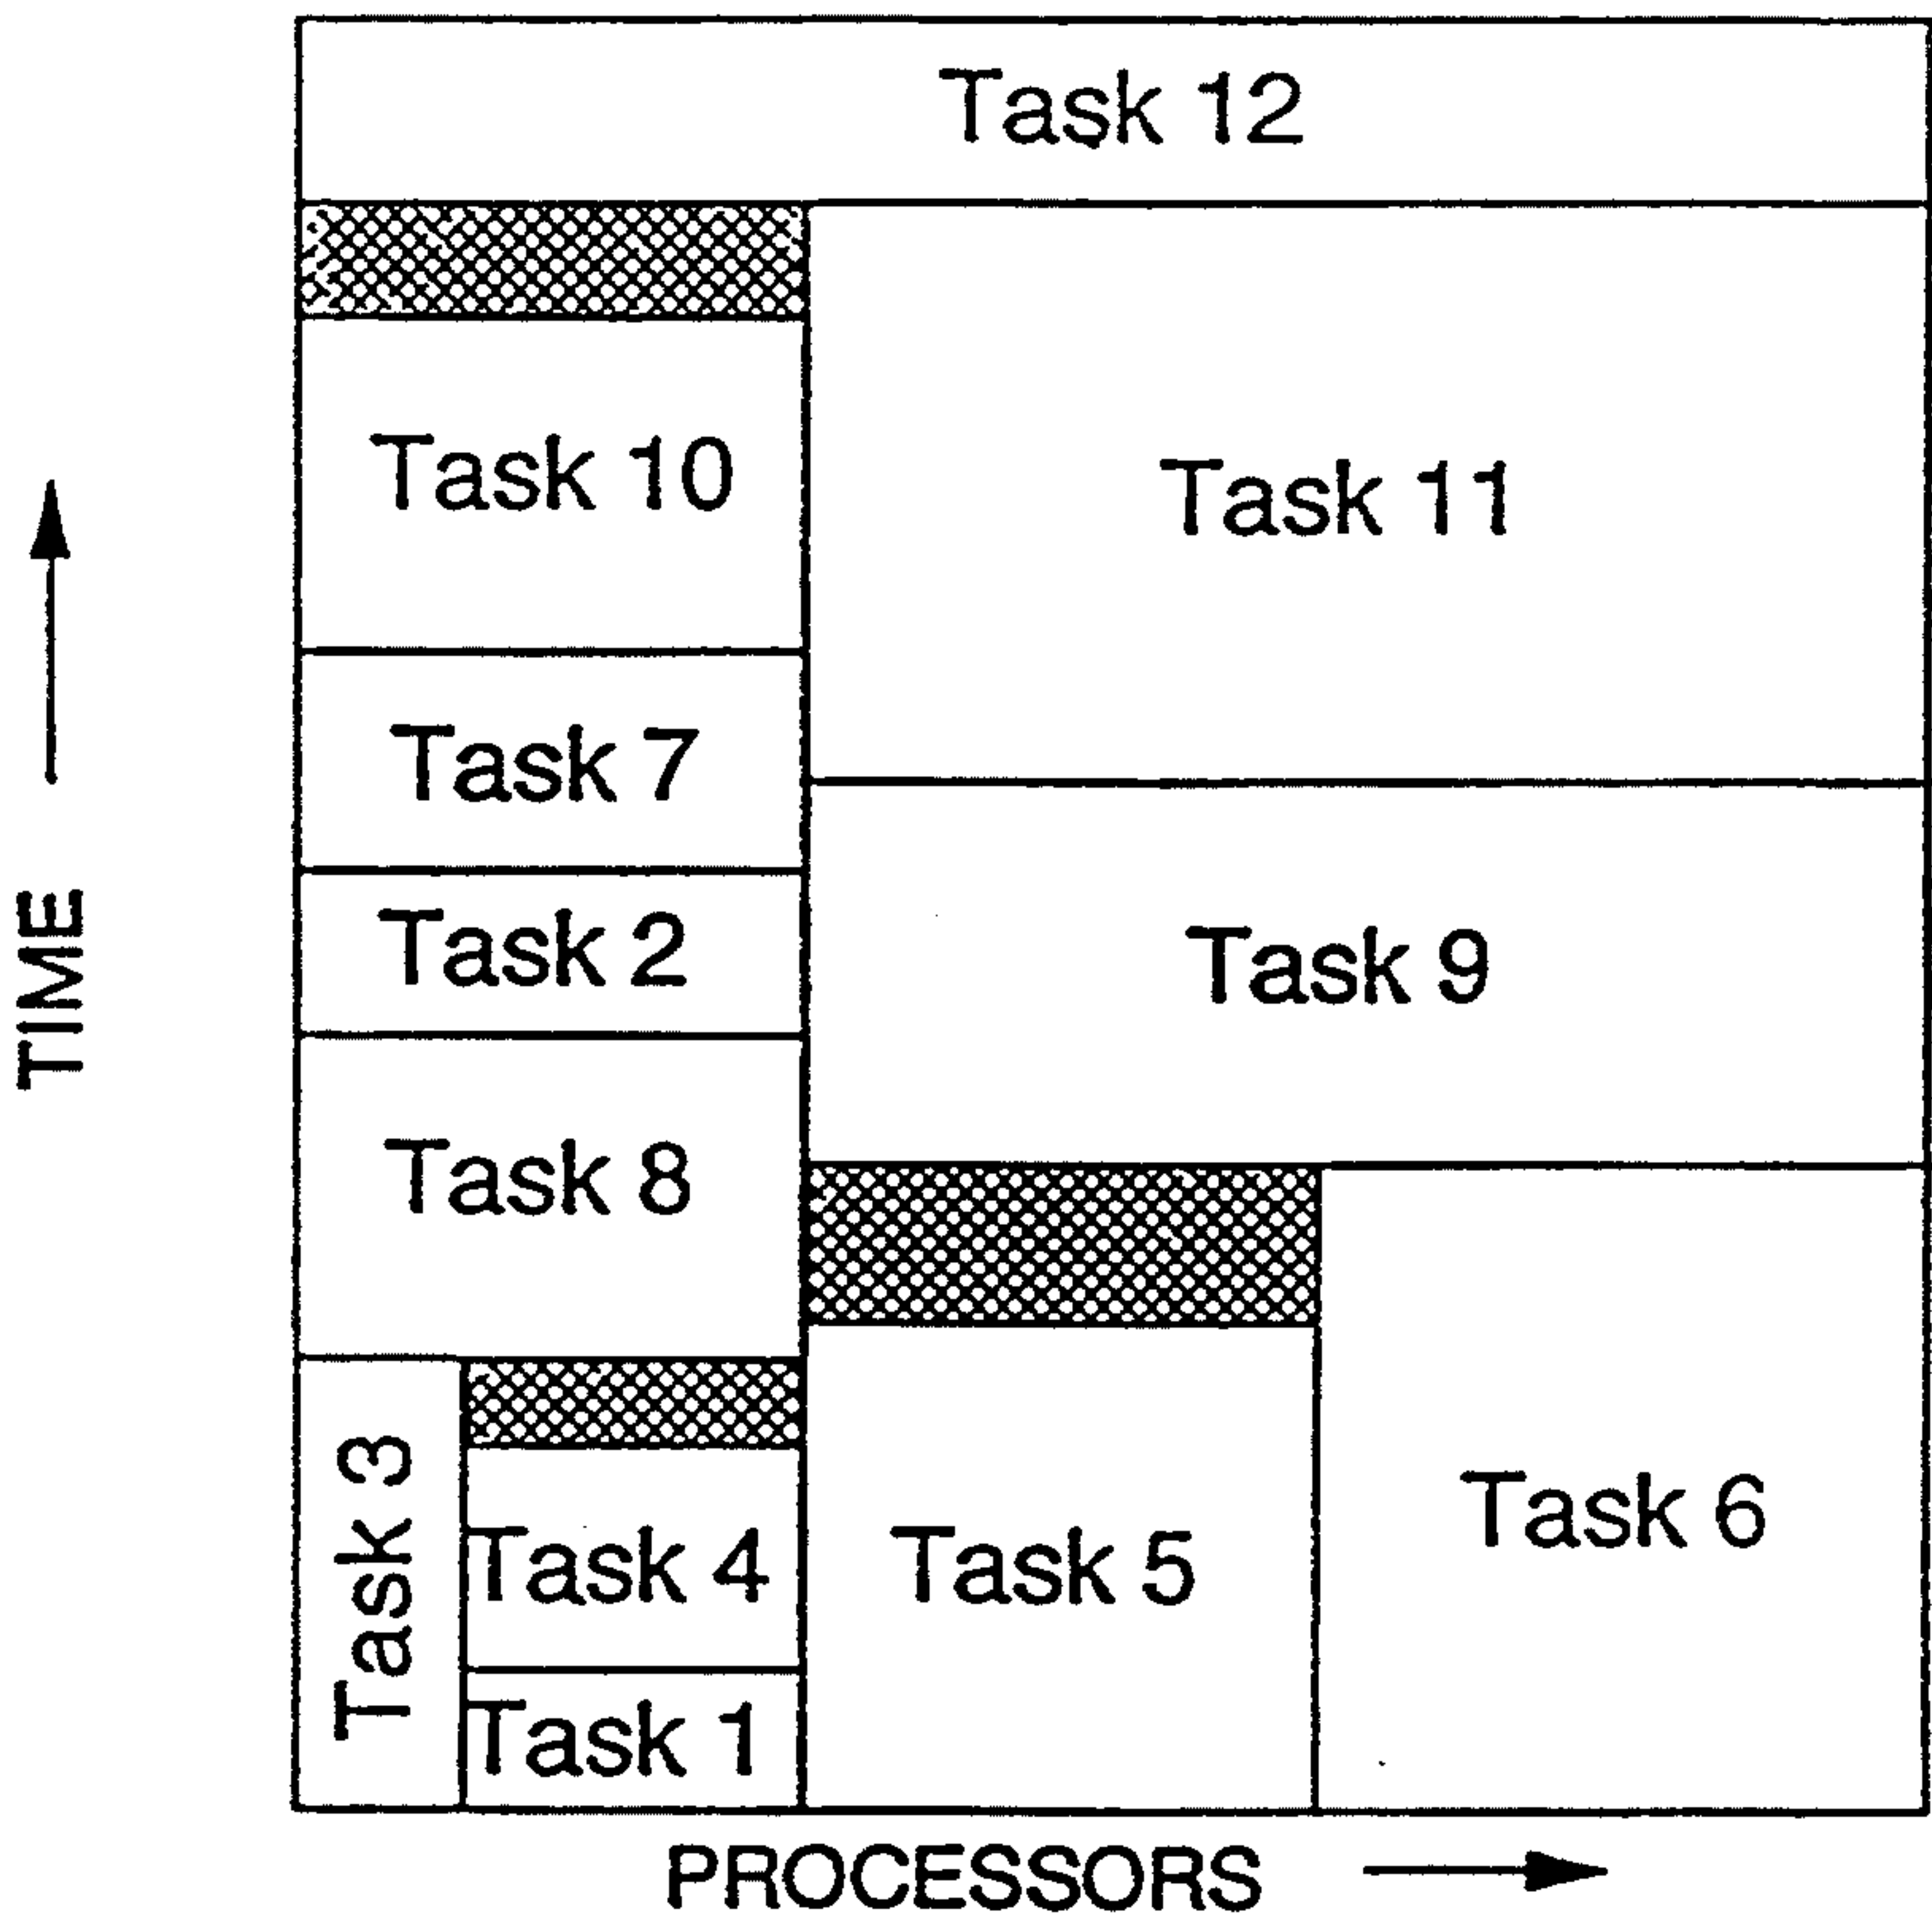 Task 12
Task 10
Task 11
Task 7
Task 2
Task 9
Task 8
Task 3
Task 4
Task 5
Task 6
Task 1
TIME
PROCESSORS